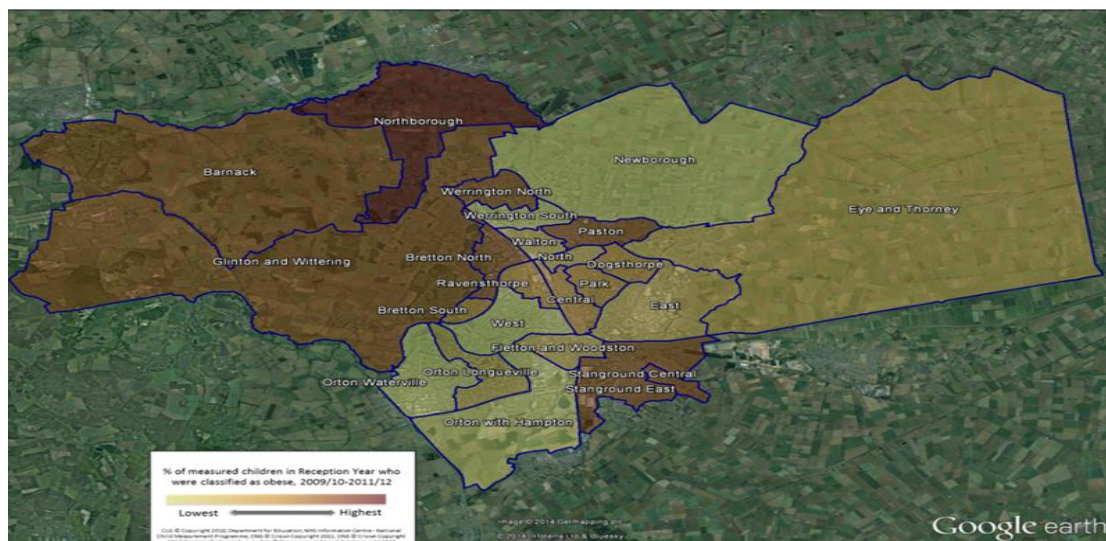 Northborough
Barnack
Newborough
Werrington North
Eye and Thorney
Werrington South
Paston
Walton
Glinton and Wittering
Bretton North
North
Dogsthorpe
Ravensthorpe
Park
Central
East
Bretton South
West
Fletton and Woodston
Orton Longueville
Stanground Central
Orton Waterville
Stanground East
Orton with Hampton
% of measured children in Reception Year who
were classified as obese, 2009/10-2011/12
Lowest
Highest
Image © 2014 Getmapping plc
© 2014 Infoterra Ltd & Bluesky
Google earth